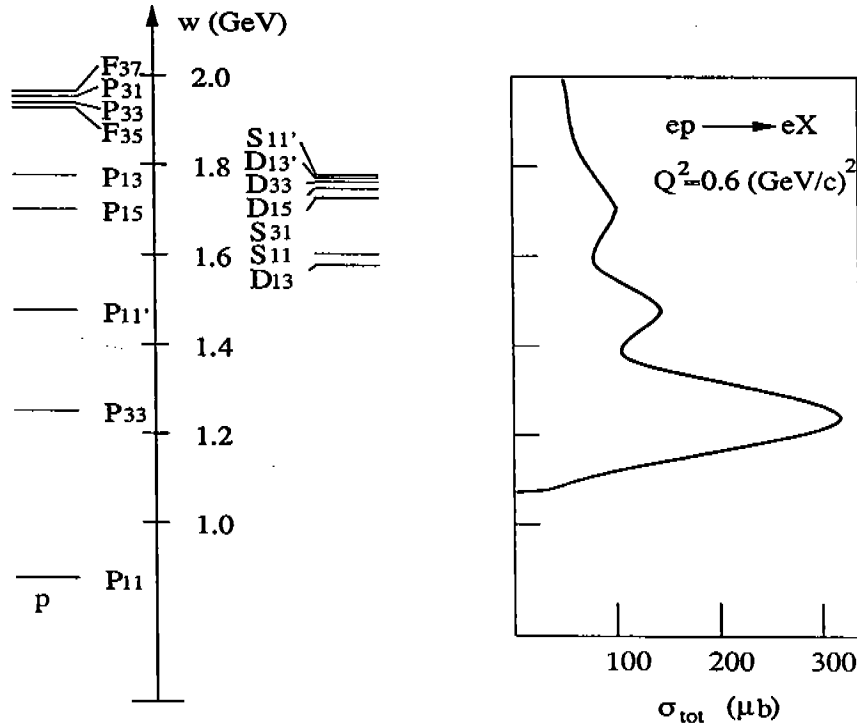 w (GeV)
2.0
1.8
1.6
1.4
1.2
1.0
F37
P31
P33
F35
P13
P15
P11'
P33
P11
p
S11'
D13'
D33
D15
S31
S11
D13
ep → eX
Q²=0.6 (GeV/c)²
100 200 300
σtot (μb)